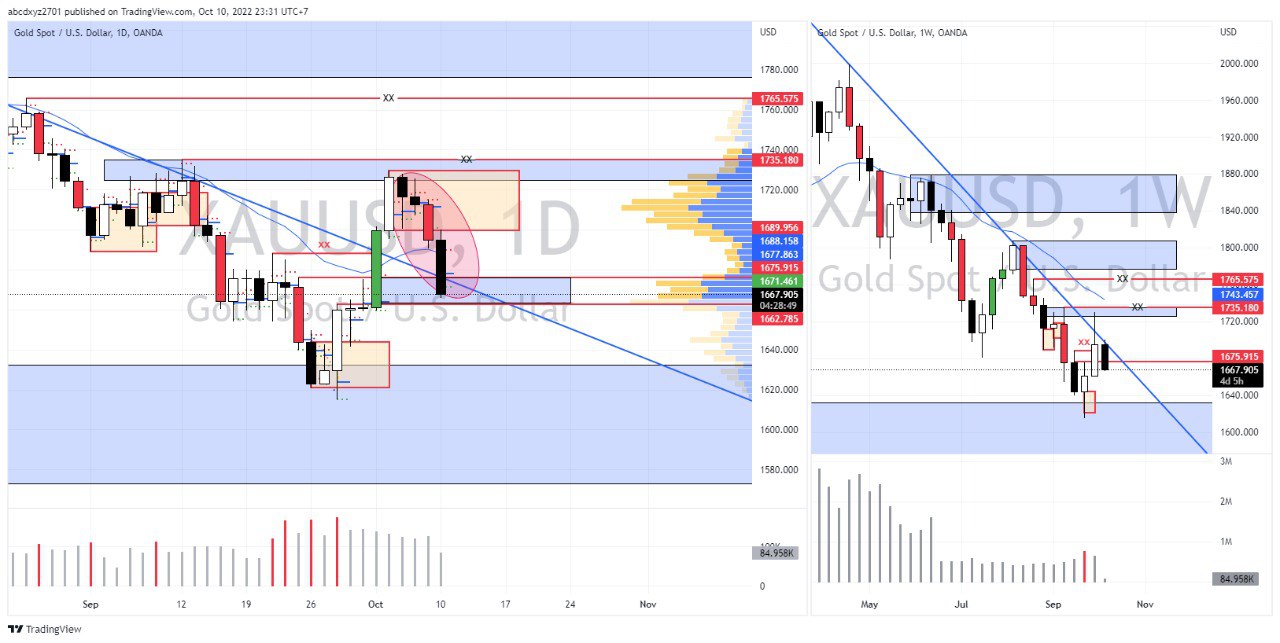 abcdxyz2701 published on TradingView.com, Oct 10, 2022 23:31 UTC+7
Gold Spot / U.S. Dollar, 1D, OANDA
USD
1780.000
1765.575
1760.000
1740.000
1735.180
1720.000
1689.956
1688.158
1677.863
1675.915
1671.461
1667.905
04:28:49
1662.785
1640.000
1620.000
1600.000
1580.000
XX
XX
XX
XAUUSD, 1D
Gold Spot / U.S. Dollar
84.958K
0
Sep
12
19
26
Oct
10
17
24
Nov
Gold Spot / U.S. Dollar, 1W, OANDA
USD
2000.000
1960.000
1920.000
1880.000
1840.000
1800.000
1765.575
1743.457
1735.180
1720.000
1675.915
1667.905
4d 5h
1640.000
1600.000
XX
XX
XX
XAUUSD, 1W
Gold Spot / U.S. Dollar
3M
2M
1M
84.958K
May
Jul
Sep
Nov
TradingView